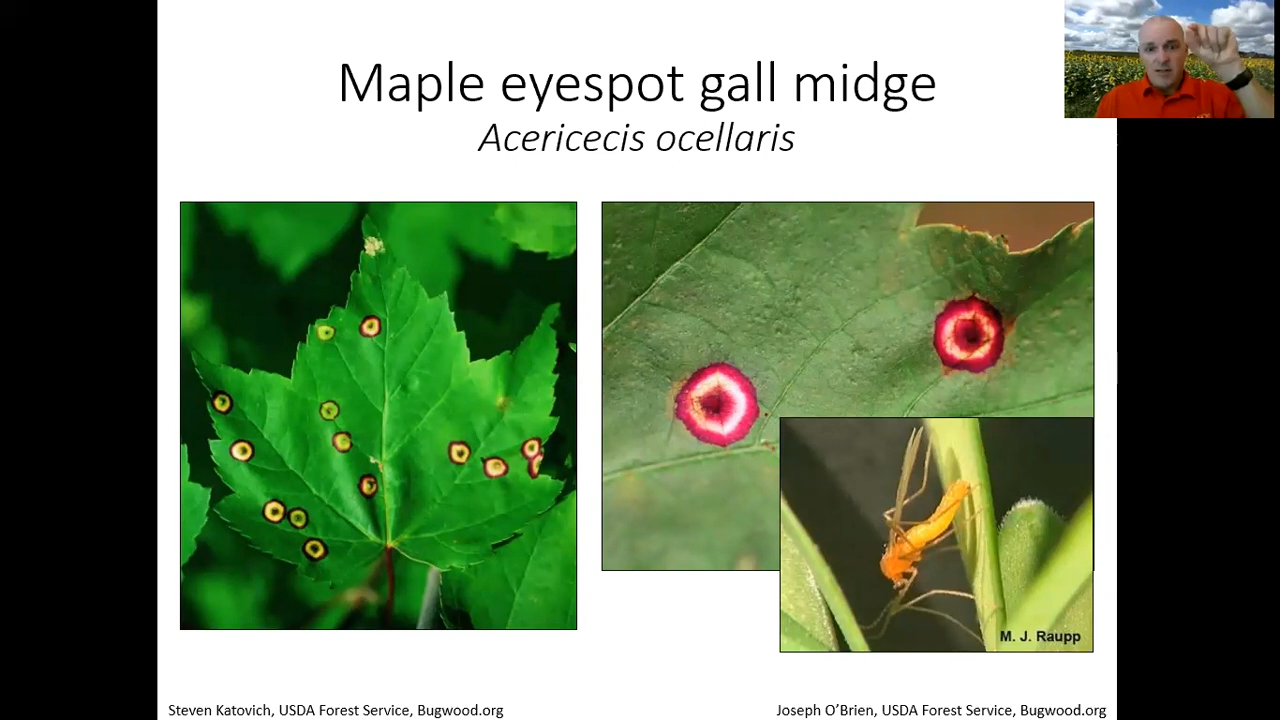 Maple eyespot gall midge
Acericecis ocellaris
M. J. Raupp
Steven Katovich, USDA Forest Service, Bugwood.org
Joseph O’Brien, USDA Forest Service, Bugwood.org